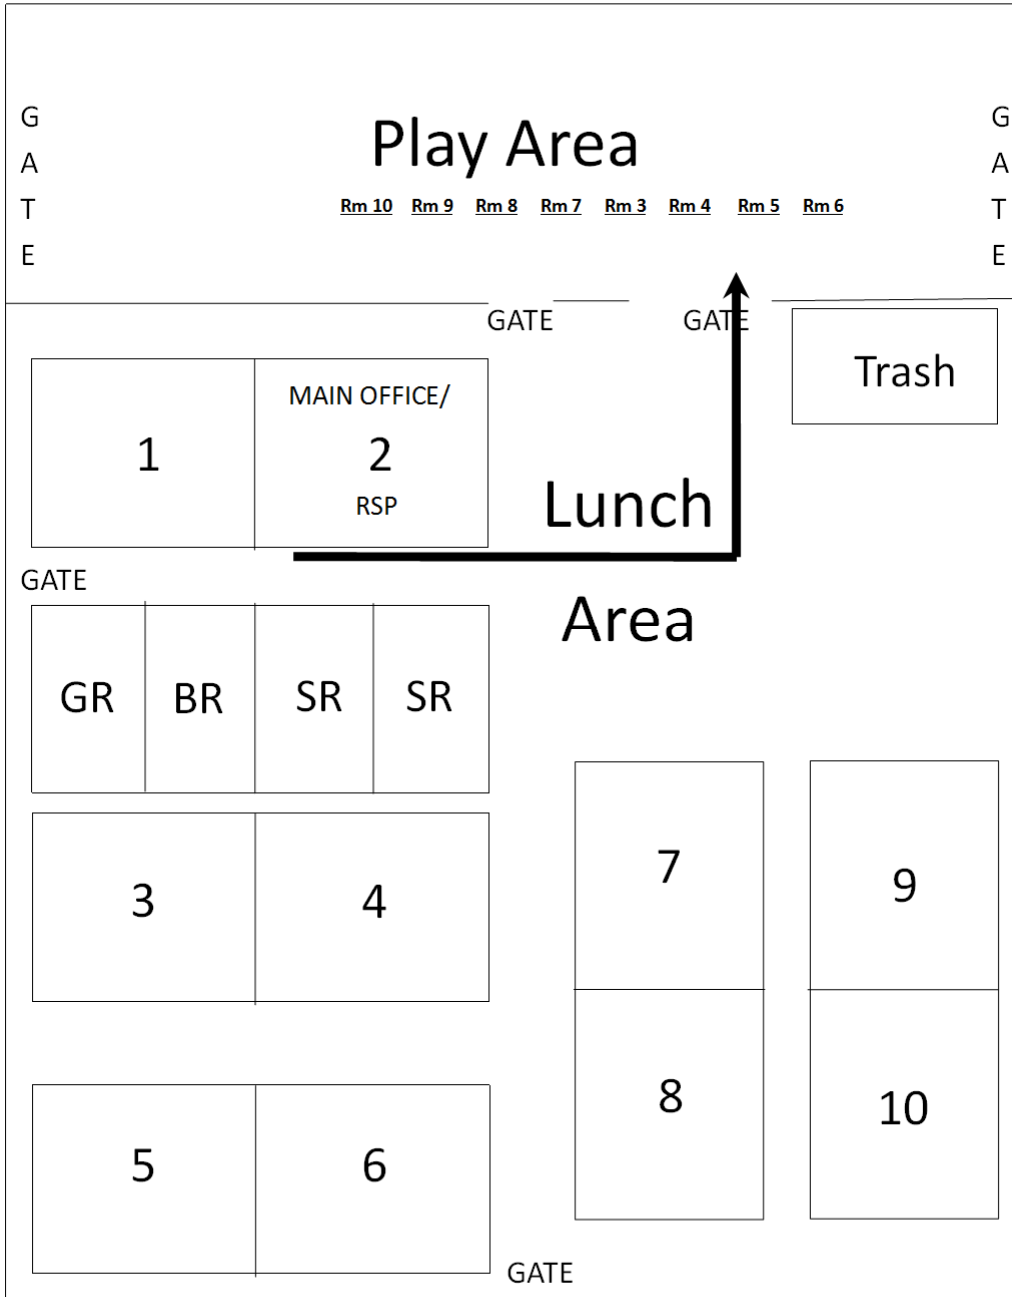 G
A
T
E
G
A
T
E
Play Area
Rm 10 Rm 9 Rm 8 Rm 7 Rm 3 Rm 4 Rm 5 Rm 6
GATE GATE
Trash
1
MAIN OFFICE/
2
RSP
Lunch
Area
GATE
GR BR SR SR
3 4
7
9
8
10
5 6
GATE